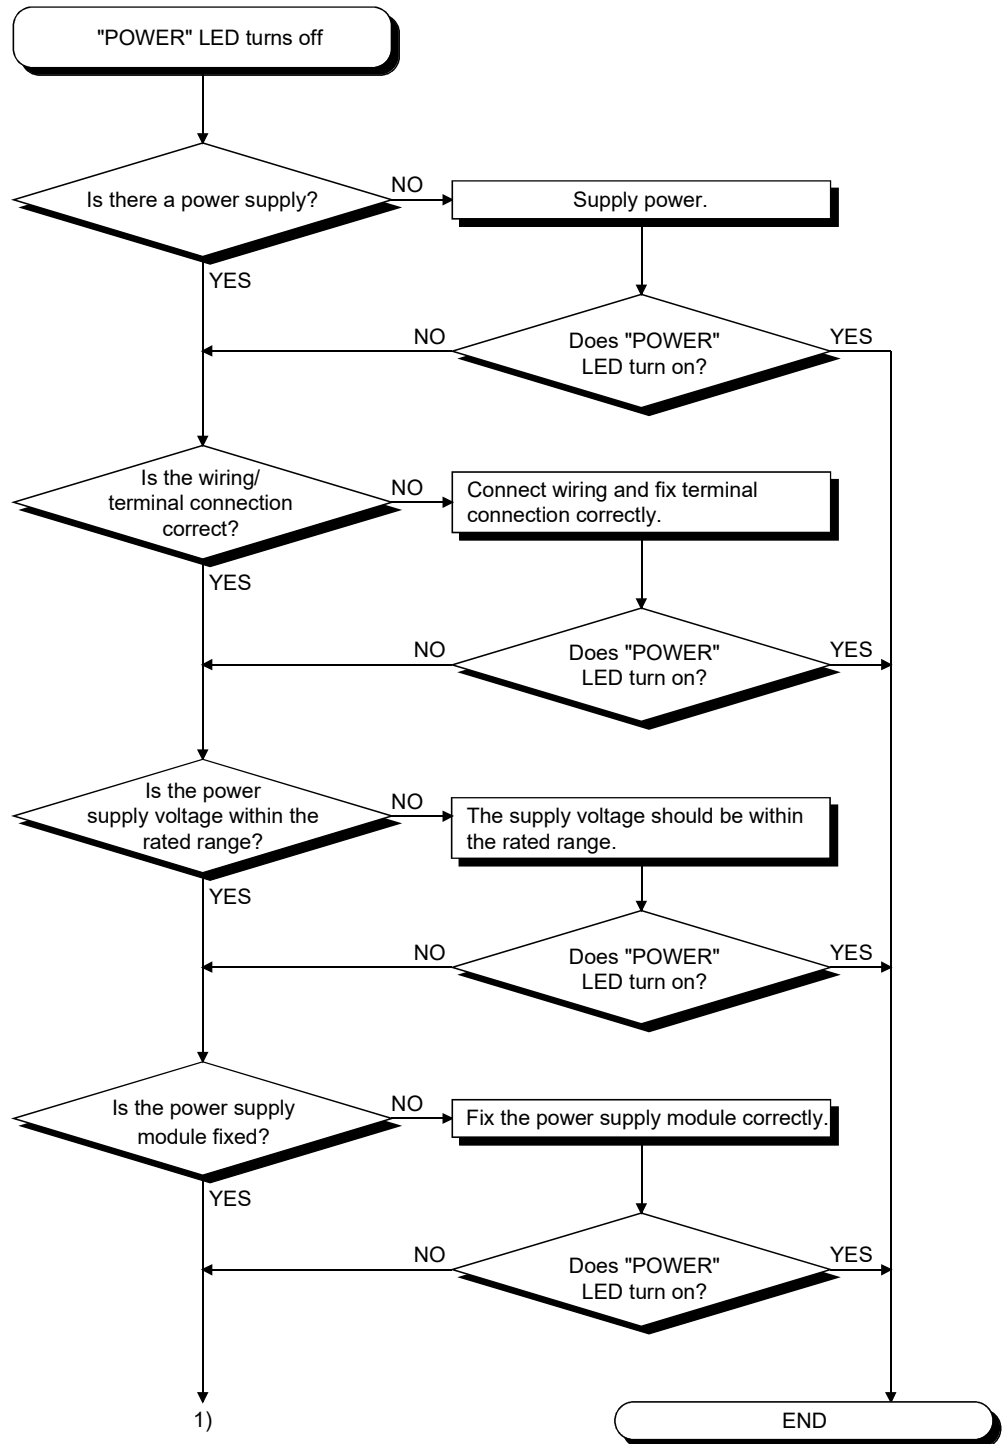 "POWER" LED turns off
Is there a power supply?
NO
Supply power.
YES
NO
Does "POWER"
LED turn on?
YES
Is the wiring/
terminal connection
correct?
NO
Connect wiring and fix terminal
connection correctly.
YES
NO
Does "POWER"
LED turn on?
YES
Is the power
supply voltage within the
rated range?
NO
The supply voltage should be within
the rated range.
YES
NO
Does "POWER"
LED turn on?
YES
Is the power supply
module fixed?
NO
Fix the power supply module correctly.
YES
NO
Does "POWER"
LED turn on?
YES
1)
END